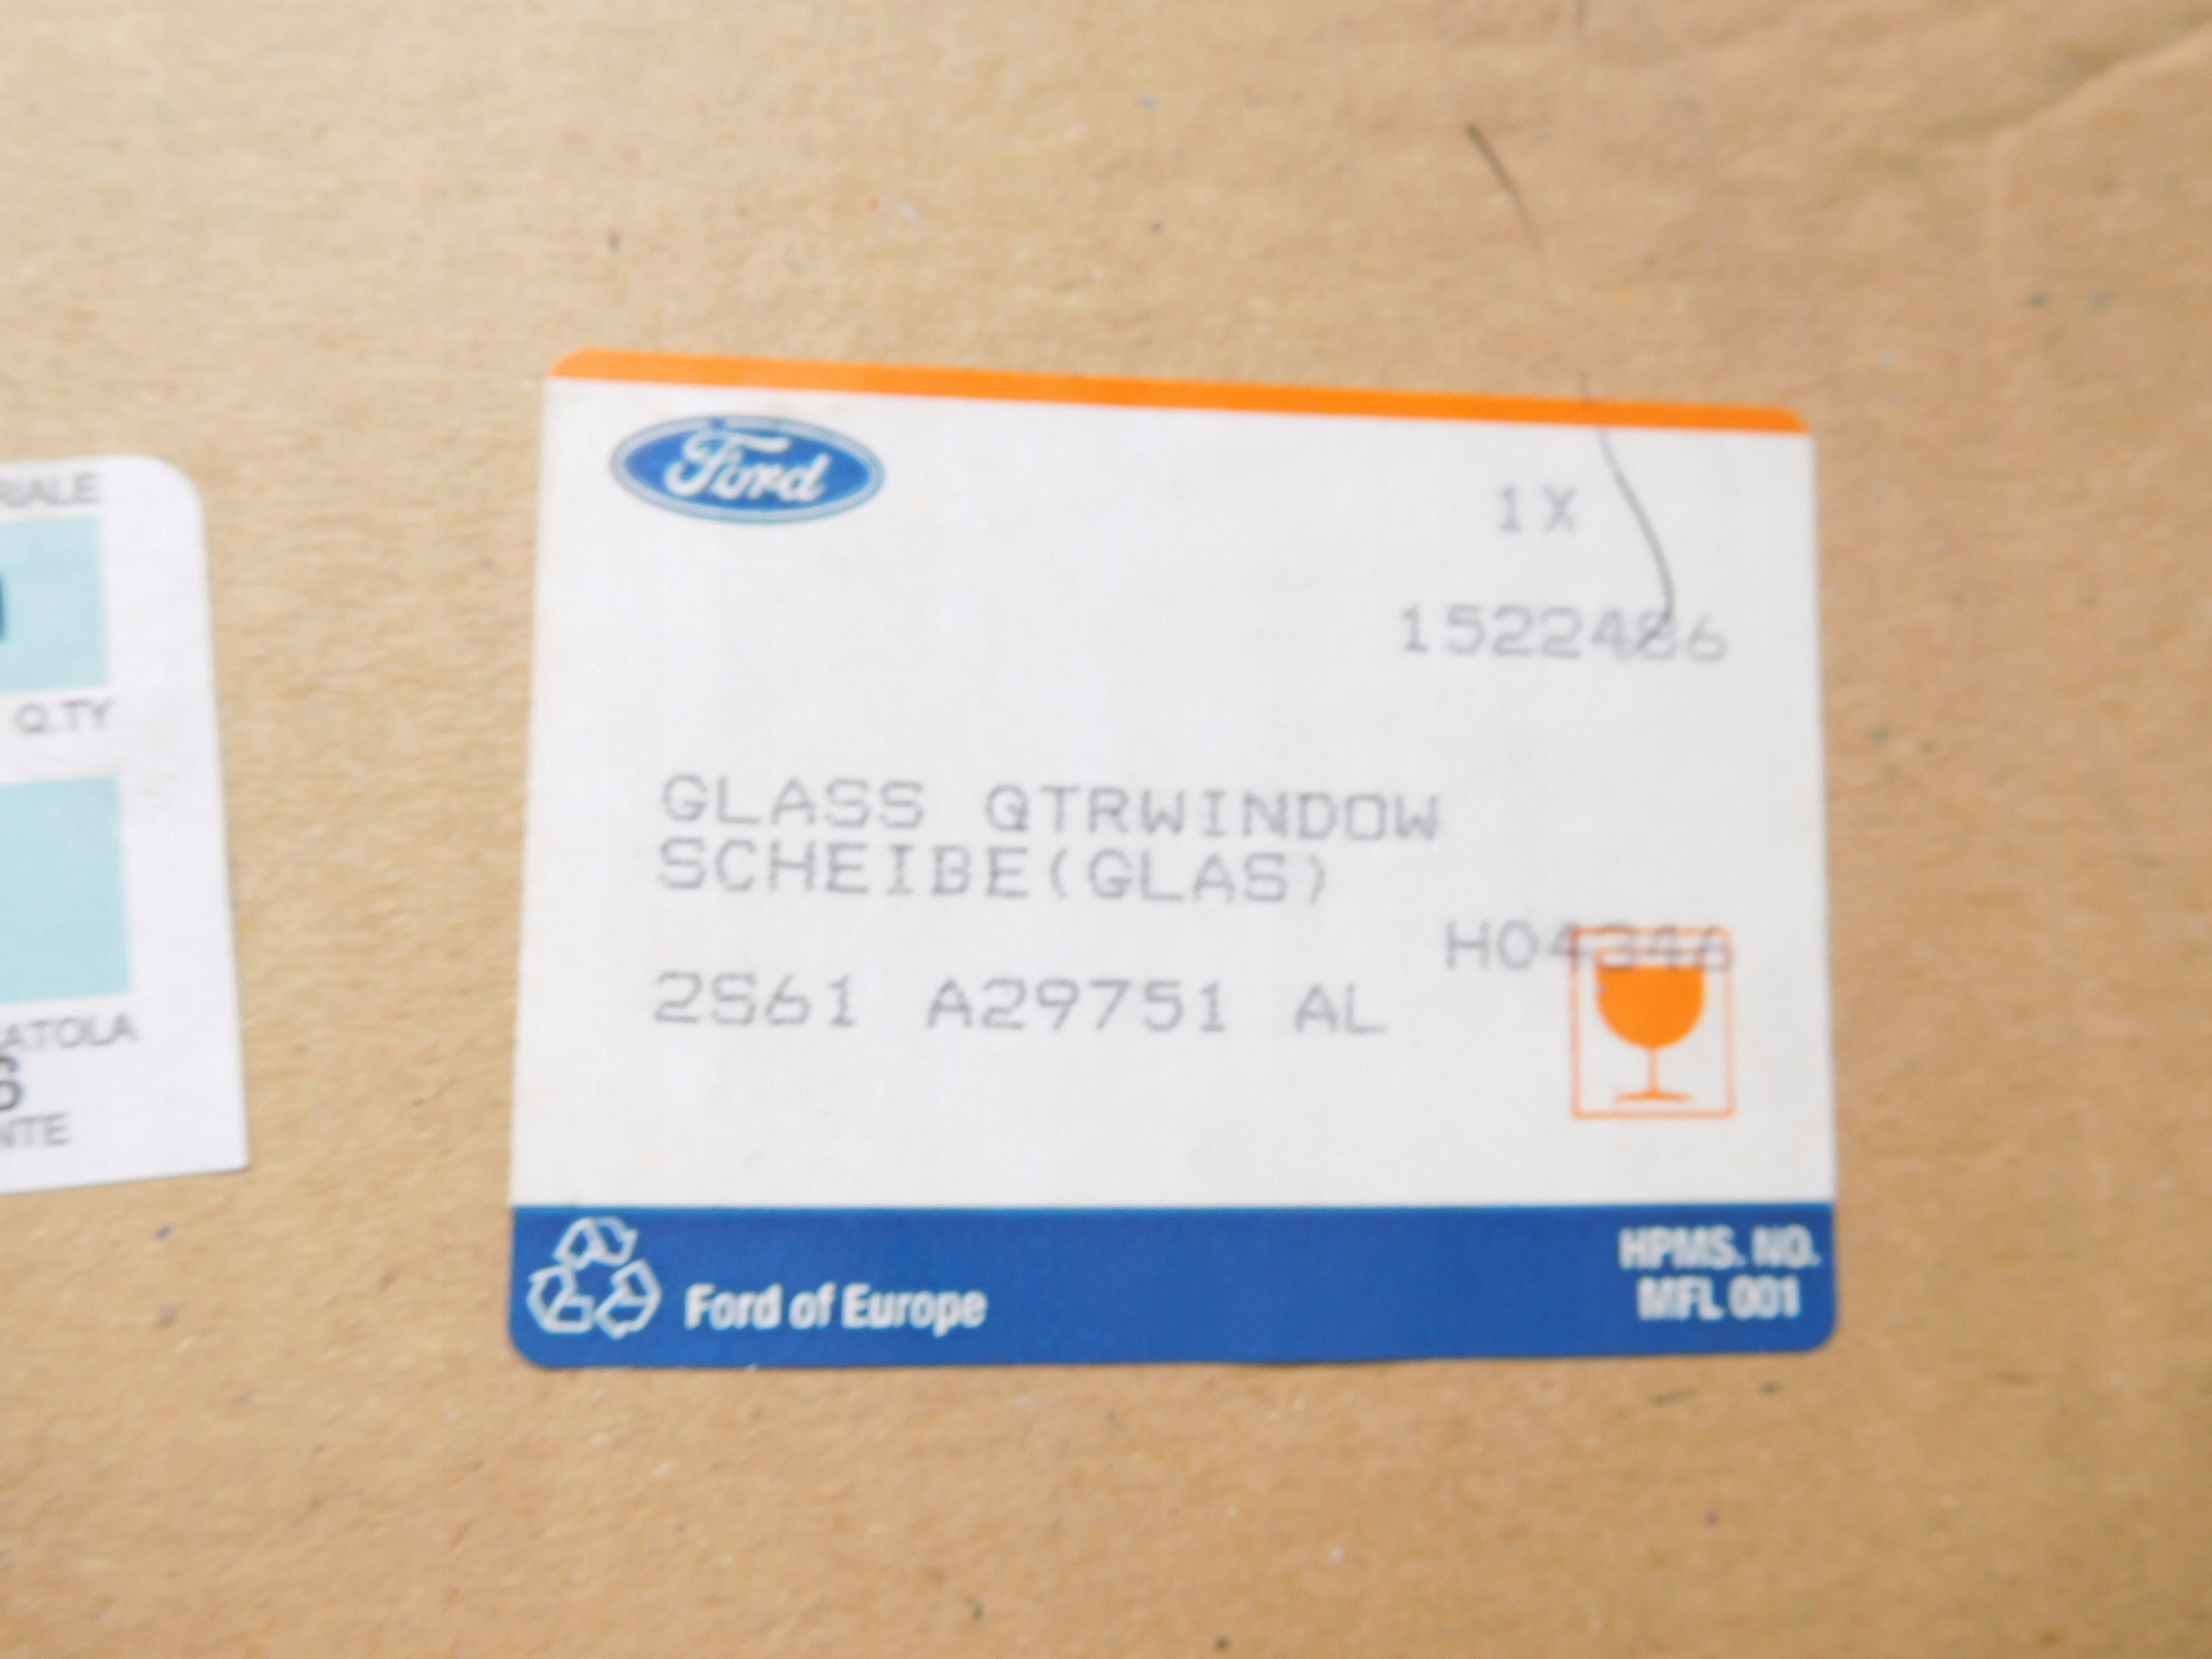 RIALE
Q.TY
ATOLA
NTE
Ford
1X
1522486
GLASS QTRWINDOW
SCHEIBE(GLAS)
H04346
2S61 A29751 AL
Ford of Europe
HPMS. NO.
MFL 001